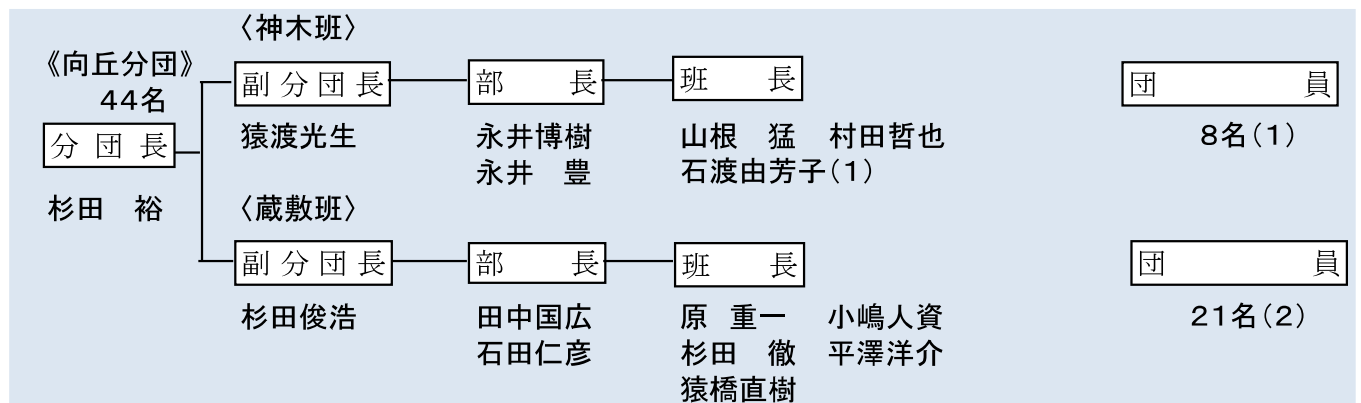 《向丘分団》
44名
分団長
杉田　裕
〈神木班〉
副分団長
猿渡光生
部　長
永井博樹
永井　豊
班　長
山根　猛　村田哲也
石渡由芳子（1）
団　員
8名（1）
〈蔵敷班〉
副分団長
杉田俊浩
部　長
田中国広
石田仁彦
班　長
原　重一　小嶋人資
杉田　徹　平澤洋介
猿橋直樹
団　員
21名（2）